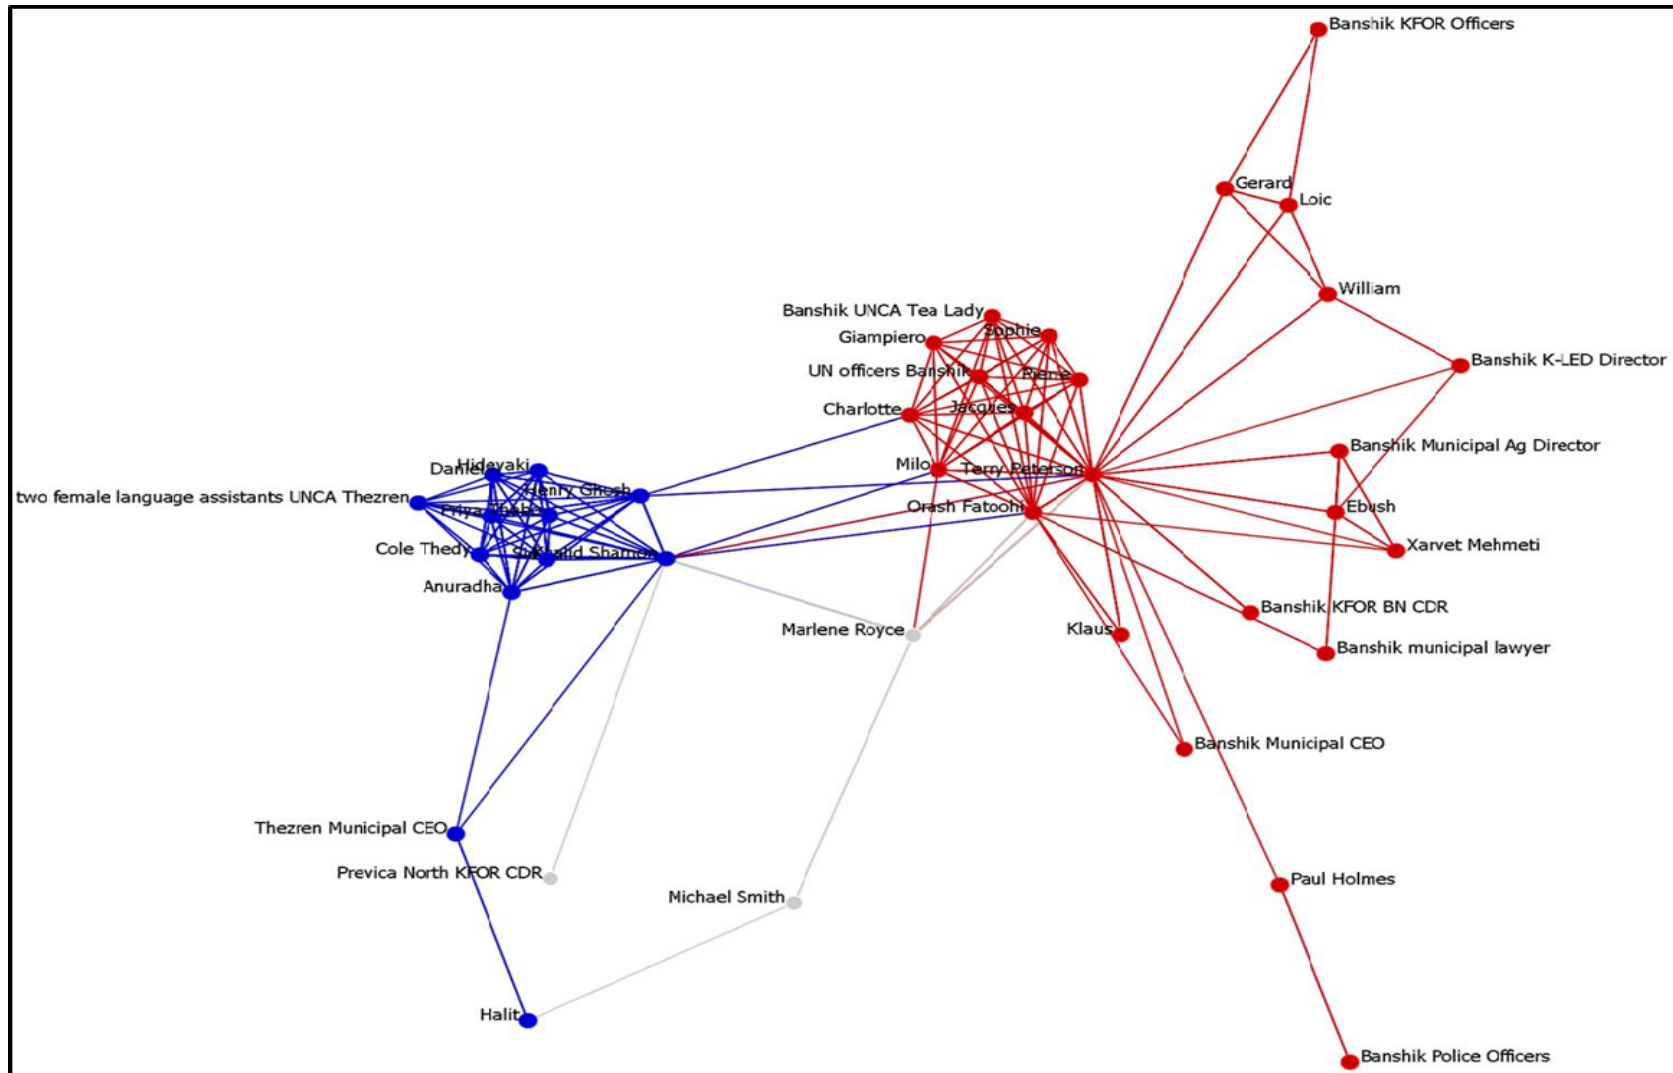 Banshik KFOR Officers
Gerard
Loic
William
Banshik UNCA Tea Lady
Sophie
Giampiero
Banshik K-LED Director
UN officers Banshik
Pierre
Charlotte
Jacques
Banshik Municipal Ag Director
Hideyaki
Daniel
Milo
Terry Peterson
Henry Ghosh
two female language assistants UNCA Thezren
Priya
Thabo
Orash Fatoohi
Ebush
Xarvet Mehmeti
Cole Thedy
Shamon
Anuradha
Banshik KFOR BN CDR
Marlene Royce
Klaus
Banshik municipal lawyer
Banshik Municipal CEO
Thezren Municipal CEO
Previca North KFOR CDR
Paul Holmes
Michael Smith
Halit
Banshik Police Officers